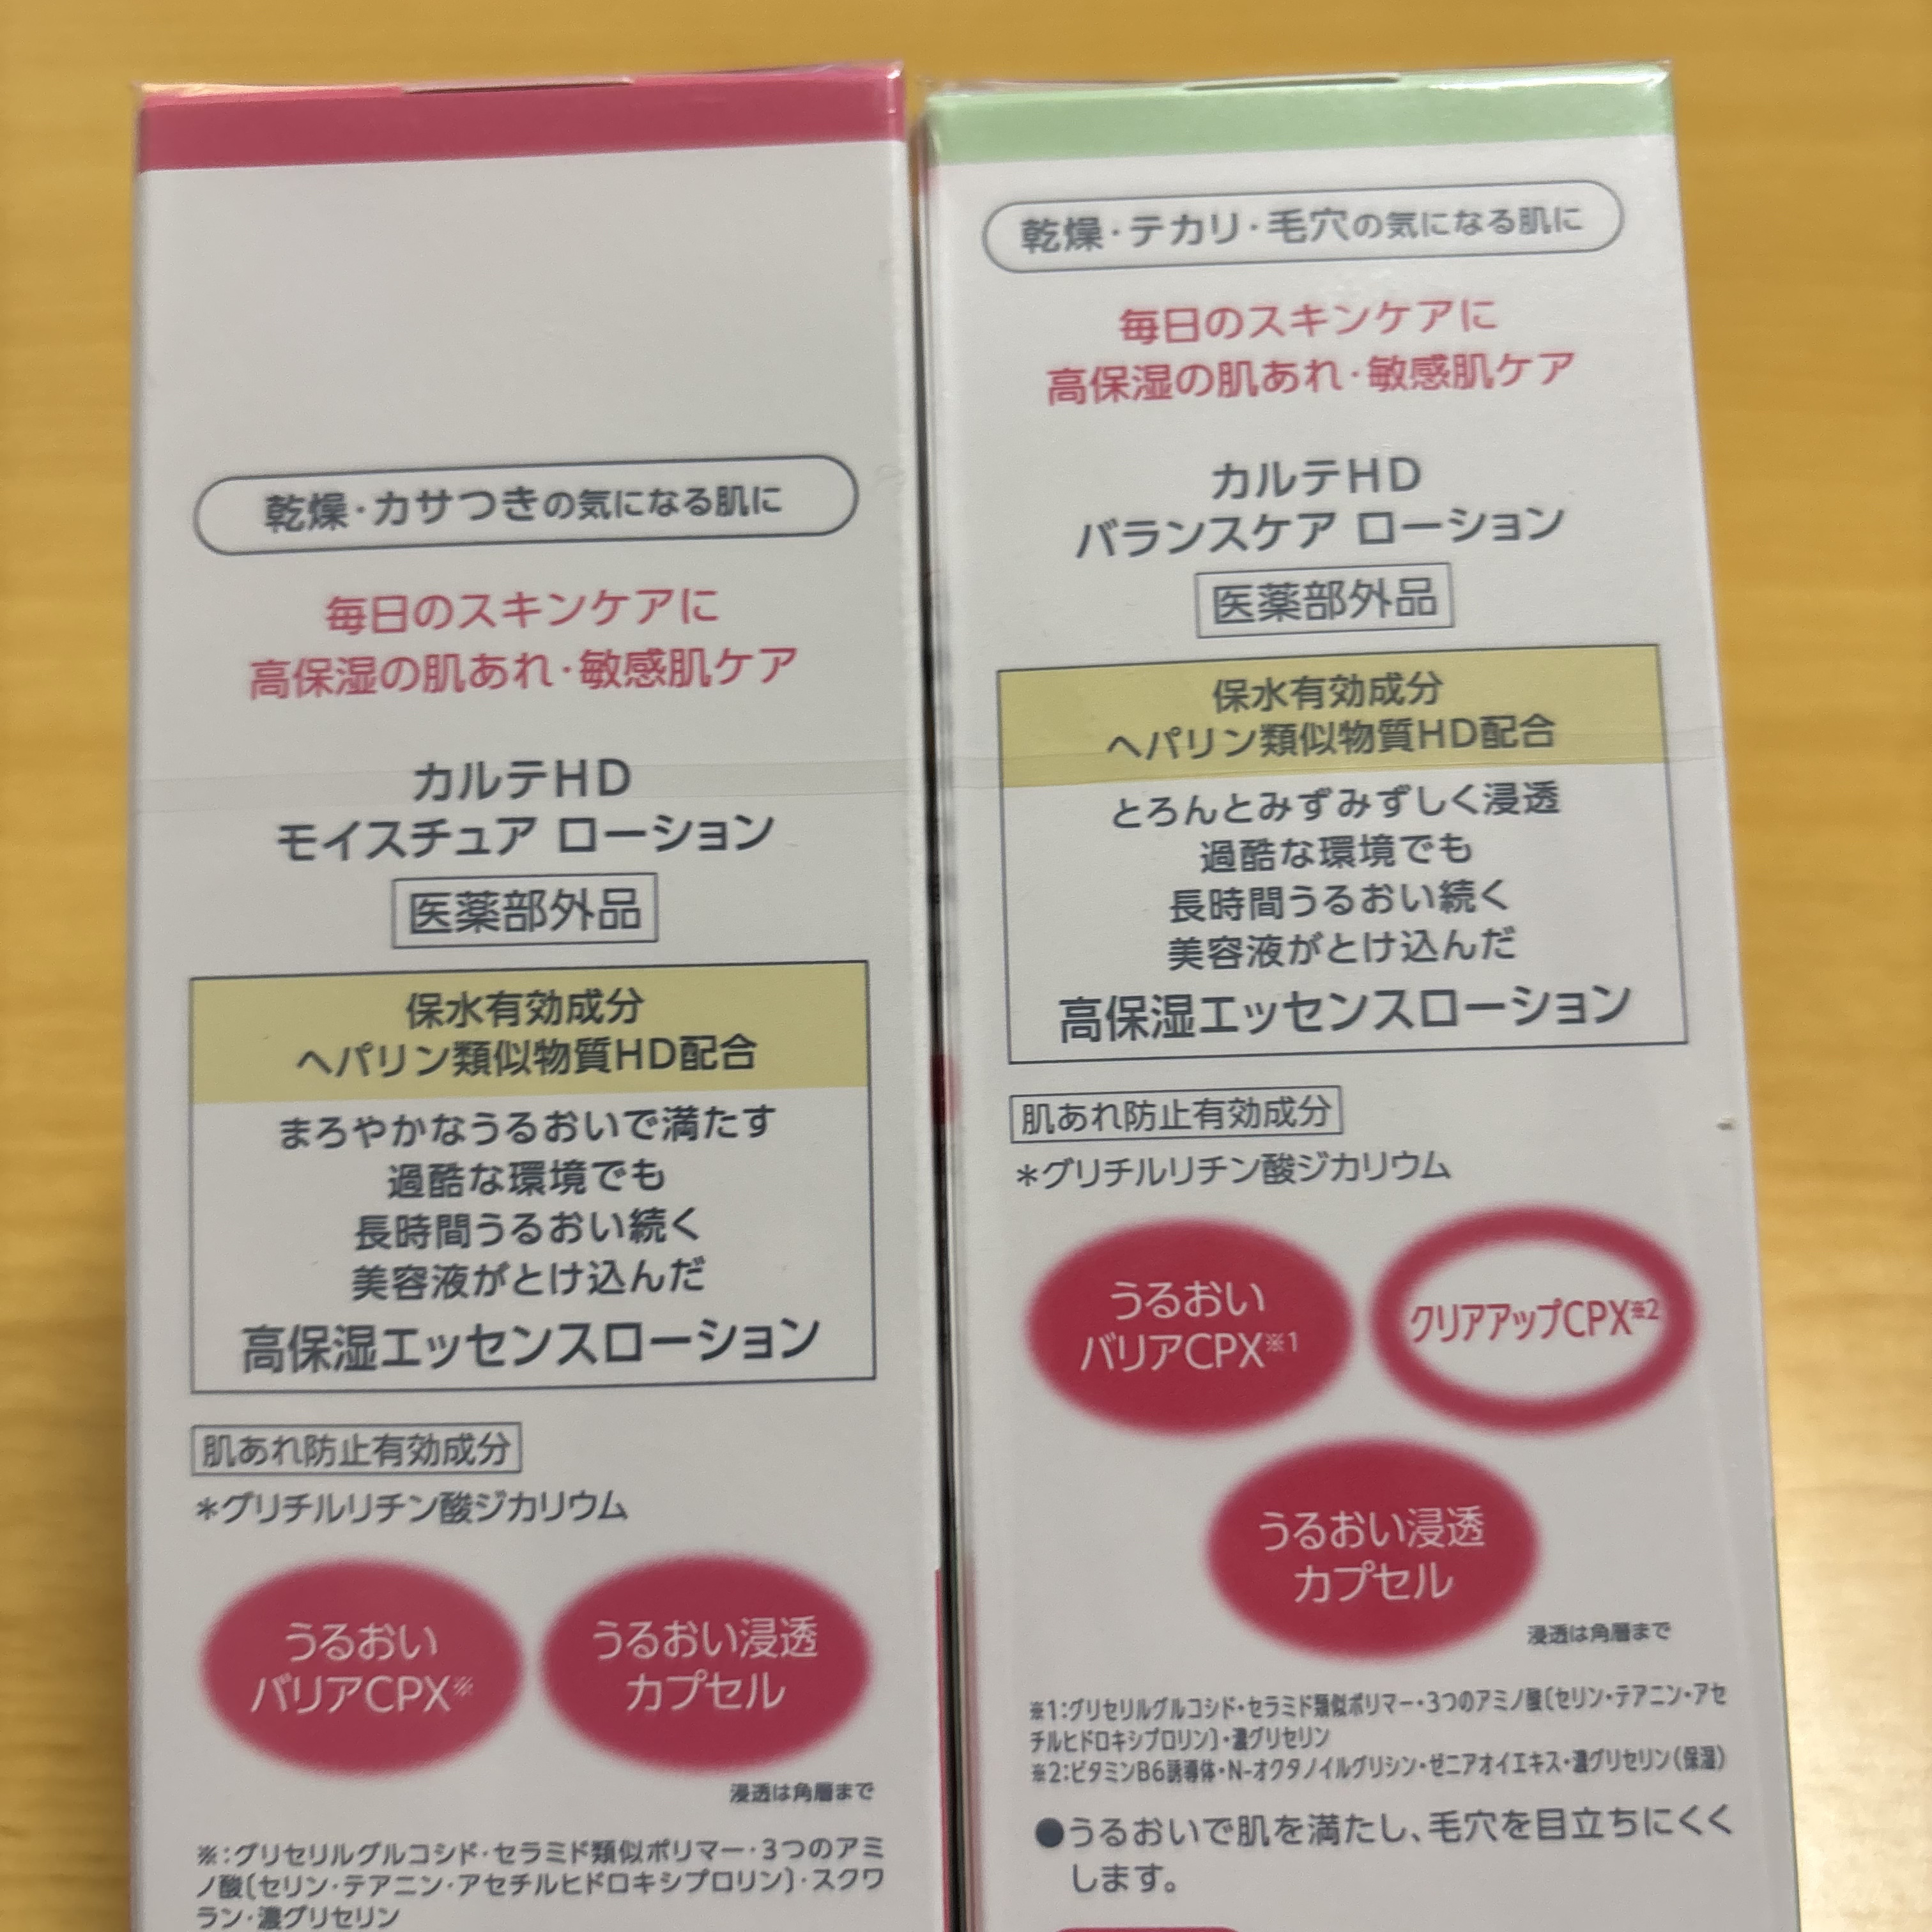 乾燥・カサつきの気になる肌に
毎日のスキンケアに
高保湿の肌あれ・敏感肌ケア
カルテHD
モイスチュア ローション
医薬部外品
保水有効成分
ヘパリン類似物質HD配合
まろやかなうるおいで満たす
過酷な環境でも
長時間うるおい続く
美容液がとけ込んだ
高保湿エッセンスローション
肌あれ防止有効成分
*グリチルリチン酸ジカリウム
うるおい
バリアCPX※
うるおい浸透
カプセル
浸透は角層まで
※:グリセリルグルコシド・セラミド類似ポリマー・3つのアミ
ノ酸〔セリン・テアニン・アセチルヒドロキシプロリン〕・スクワ
ラン・濃グリセリン
乾燥・テカリ・毛穴の気になる肌に
毎日のスキンケアに
高保湿の肌あれ・敏感肌ケア
カルテHD
バランスケア ローション
医薬部外品
保水有効成分
ヘパリン類似物質HD配合
とろんとみずみずしく浸透
過酷な環境でも
長時間うるおい続く
美容液がとけ込んだ
高保湿エッセンスローション
肌あれ防止有効成分
*グリチルリチン酸ジカリウム
うるおい
バリアCPX※1
クリアアップCPX※2
うるおい浸透
カプセル
浸透は角層まで
※1:グリセリルグルコシド・セラミド類似ポリマー・3つのアミノ酸〔セリン・テアニン・アセ
チルヒドロキシプロリン〕・濃グリセリン
※2:ビタミンB6誘導体・N-オクタノイルグリシン・ゼニアオイエキス・濃グリセリン(保湿)
●うるおいで肌を満たし、毛穴を目立ちにくく
します。